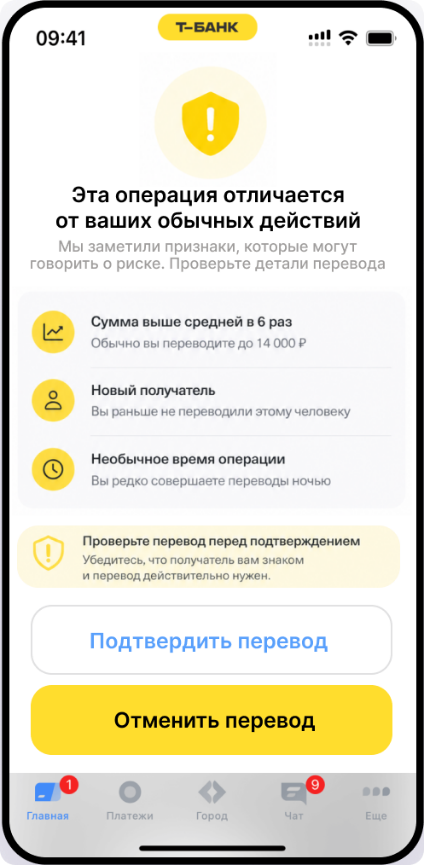 Т-БАНК
09:41
Эта операция отличается
от ваших обычных действий
Мы заметили признаки, которые могут
говорить о риске. Проверьте детали перевода
Сумма выше средней в 6 раз
Обычно вы переводите до 14 000 ₽
Новый получатель
Вы раньше не переводили этому человеку
Необычное время операции
Вы редко совершаете переводы ночью
Проверьте перевод перед подтверждением
Убедитесь, что получатель вам знаком
и перевод действительно нужен.
Подтвердить перевод
Отменить перевод
1
9
Главная
Платежи
Город
Чат
Еще